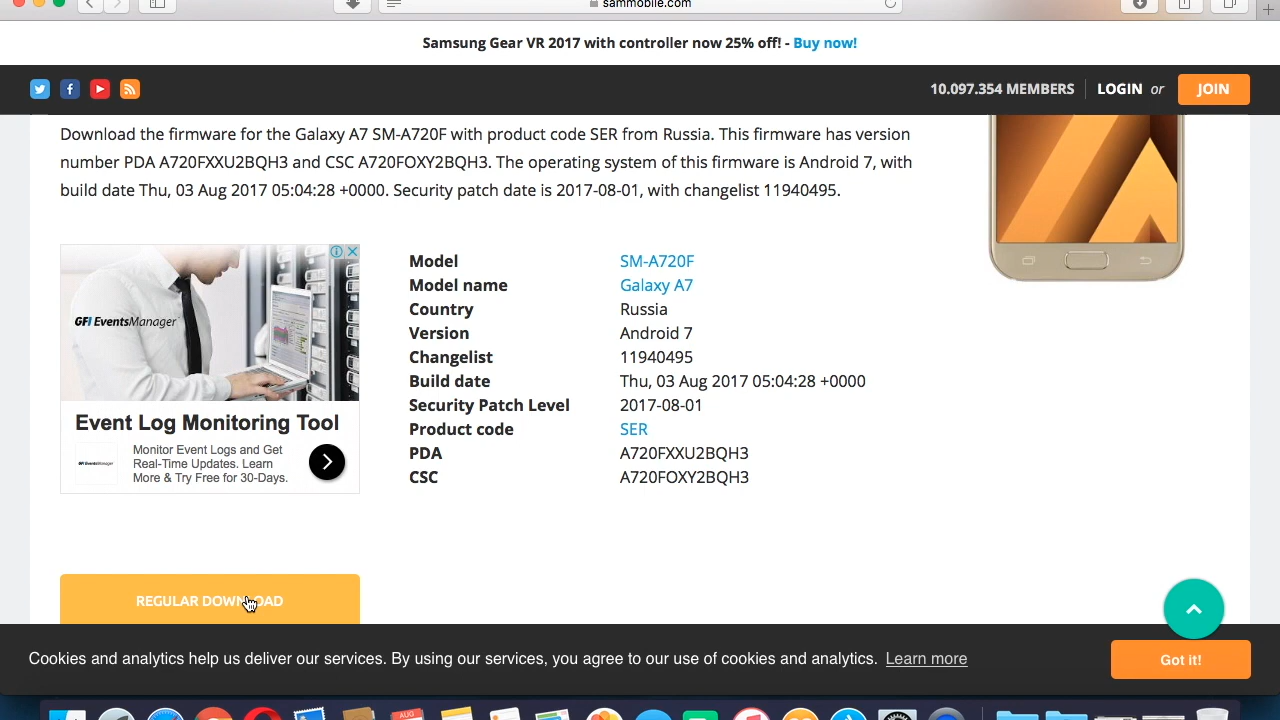 sammobile.com
Samsung Gear VR 2017 with controller now 25% off! - Buy now!
10.097.354 MEMBERS LOGIN or JOIN
Download the firmware for the Galaxy A7 SM-A720F with product code SER from Russia. This firmware has version
number PDA A720FXXU2BQH3 and CSC A720FOXY2BQH3. The operating system of this firmware is Android 7, with
build date Thu, 03 Aug 2017 05:04:28 +0000. Security patch date is 2017-08-01, with changelist 11940495.
GFI EventsManager
Event Log Monitoring Tool
GFI EventsManager
Monitor Event Logs and Get
Real-Time Updates. Learn
More & Try Free for 30-Days.
Model SM-A720F
Model name Galaxy A7
Country Russia
Version Android 7
Changelist 11940495
Build date Thu, 03 Aug 2017 05:04:28 +0000
Security Patch Level 2017-08-01
Product code SER
PDA A720FXXU2BQH3
CSC A720FOXY2BQH3
REGULAR DOWNLOAD
Cookies and analytics help us deliver our services. By using our services, you agree to our use of cookies and analytics. Learn more
Got it!
AUG